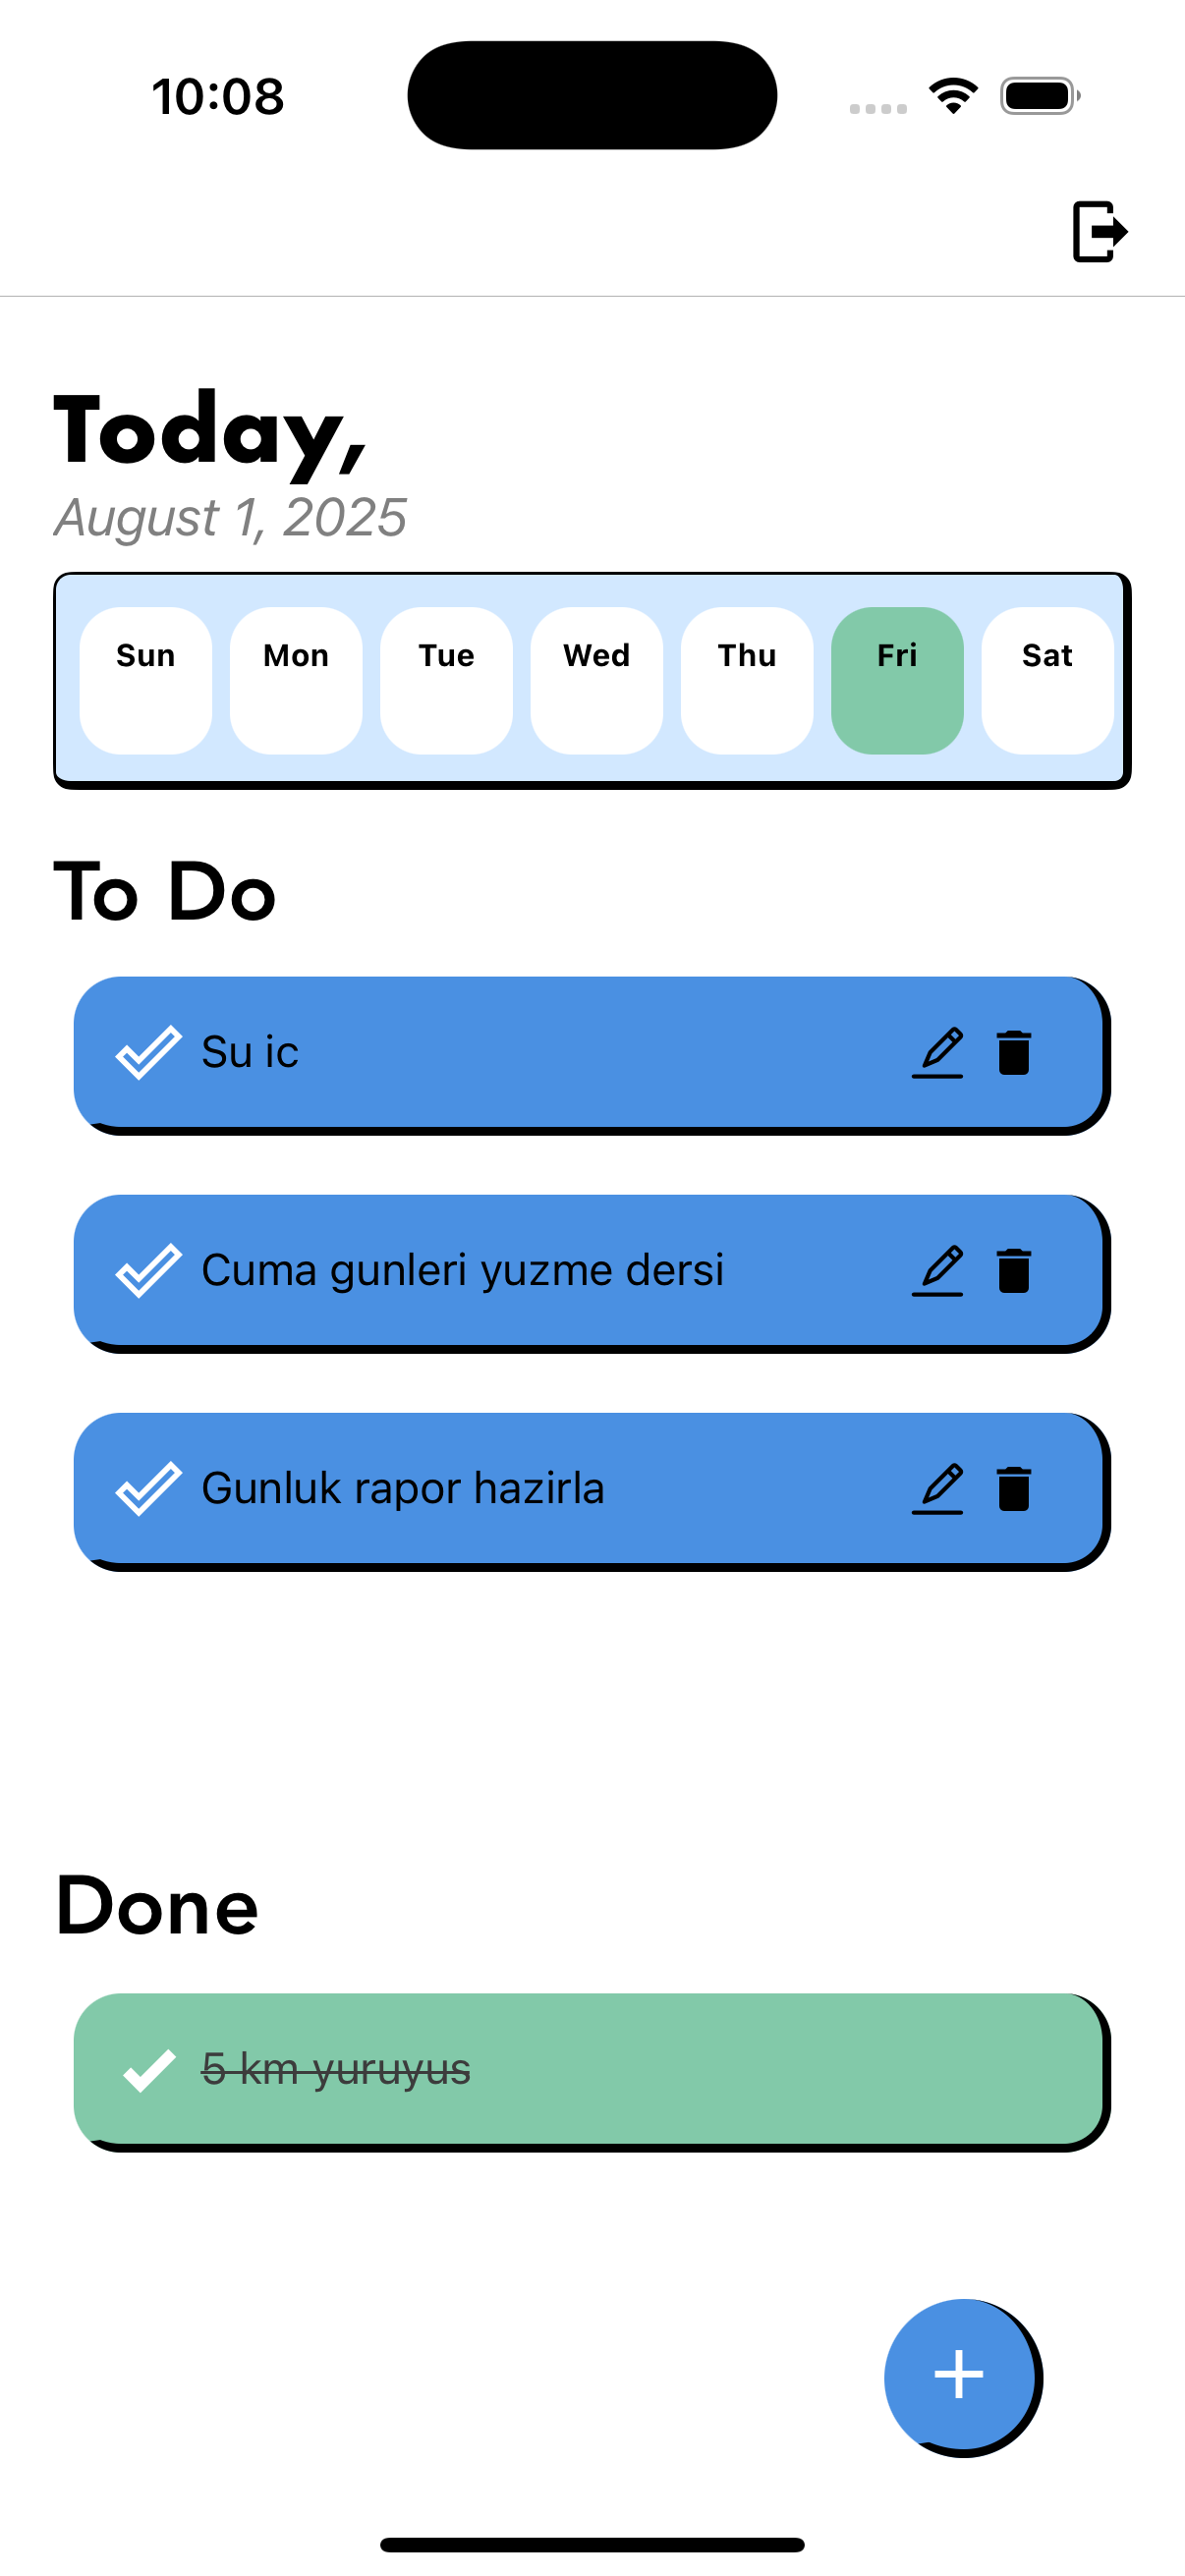 10:08
Today,
August 1, 2025
Sun Mon Tue Wed Thu Fri Sat
To Do
Su ic
Cuma gunleri yuzme dersi
Gunluk rapor hazirla
Done
5 km yuruyus